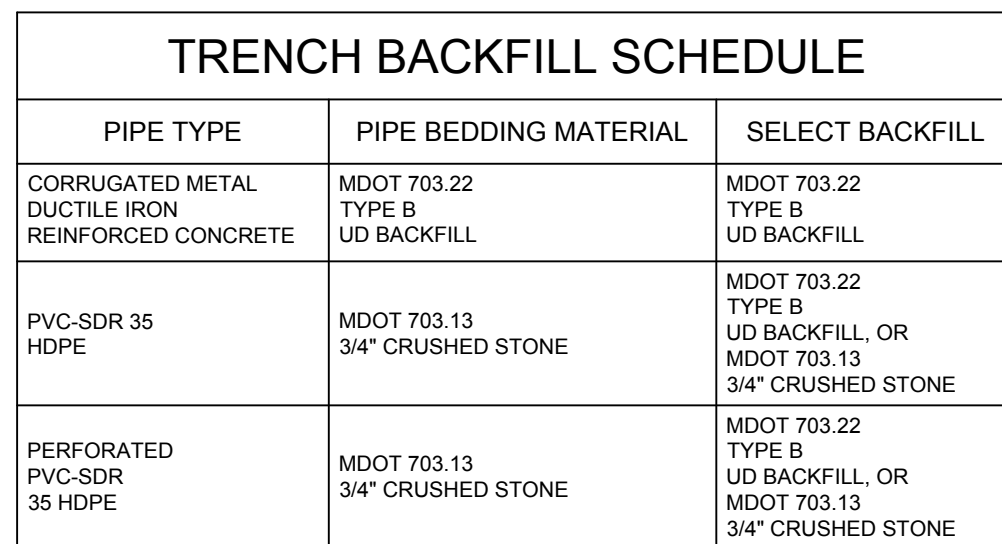 TRENCH BACKFILL SCHEDULE
PIPE TYPE
PIPE BEDDING MATERIAL
SELECT BACKFILL
CORRUGATED METAL
DUCTILE IRON
REINFORCED CONCRETE
MDOT 703.22
TYPE B
UD BACKFILL
MDOT 703.22
TYPE B
UD BACKFILL
PVC-SDR 35
HDPE
MDOT 703.13
3/4" CRUSHED STONE
MDOT 703.22
TYPE B
UD BACKFILL, OR
MDOT 703.13
3/4" CRUSHED STONE
PERFORATED
PVC-SDR
35 HDPE
MDOT 703.13
3/4" CRUSHED STONE
MDOT 703.22
TYPE B
UD BACKFILL, OR
MDOT 703.13
3/4" CRUSHED STONE